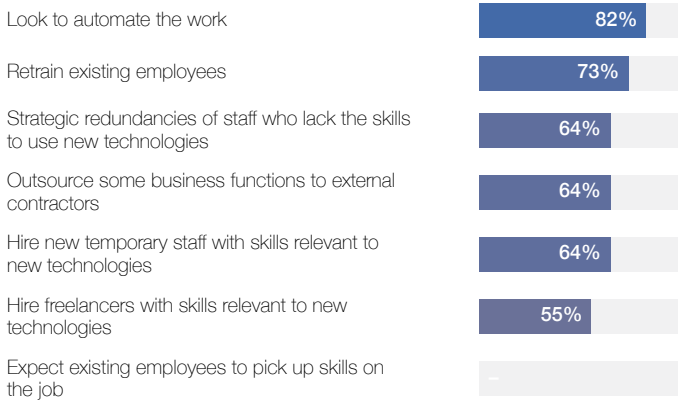 Look to automate the work 82%
Retrain existing employees 73%
Strategic redundancies of staff who lack the skills
to use new technologies 64%
Outsource some business functions to external
contractors 64%
Hire new temporary staff with skills relevant to
new technologies 64%
Hire freelancers with skills relevant to new
technologies 55%
Expect existing employees to pick up skills on
the job –